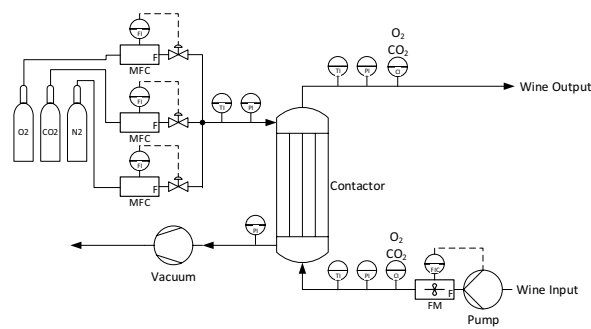 FI
F
MFC
FI
F
MFC
FI
F
MFC
O2
CO2
N2
TI
PI
TI
PI
O2
CO2
CI
Wine Output
Contactor
PI
Vacuum
TI
PI
O2
CO2
CI
FIC
F
FM
Pump
Wine Input